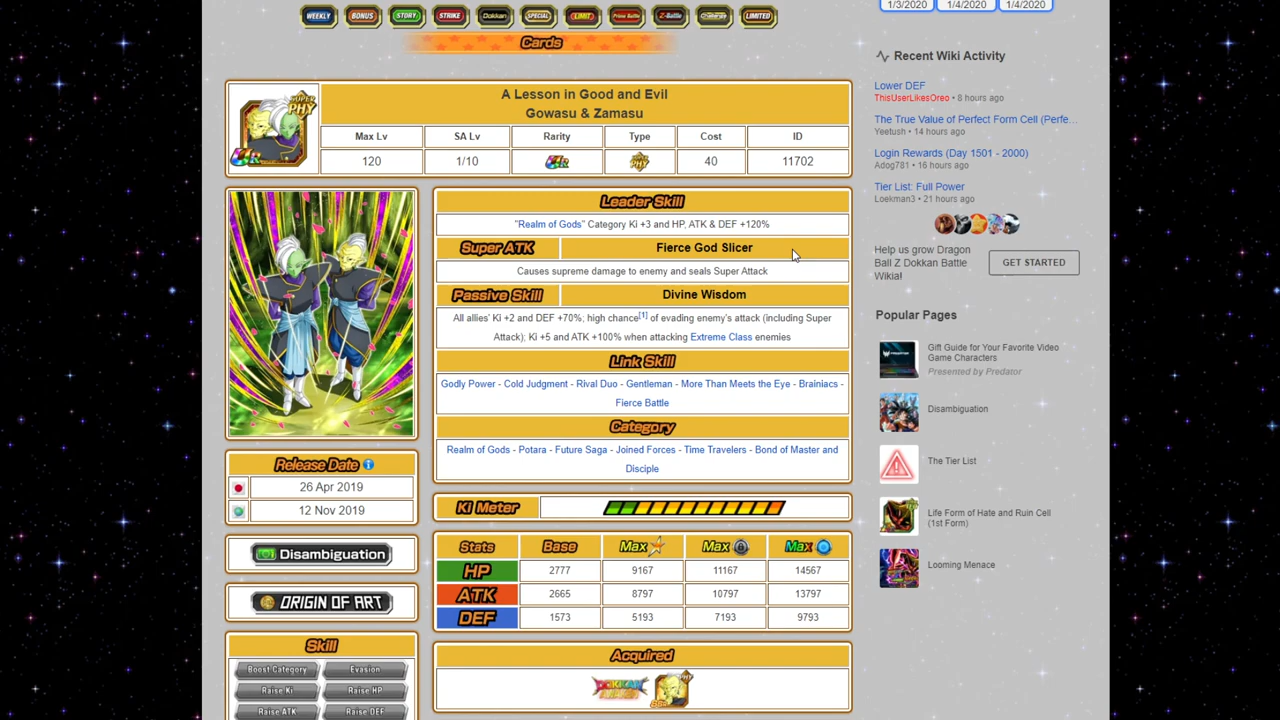 WEEKLY BONUS STORY STRIKE Dokkan SPECIAL LIMIT Prime Battle Z-Battle Challenge LIMITED
Cards
A Lesson in Good and Evil
Gowasu & Zamasu
SUPER PHY
Max Lv SA Lv Rarity Type Cost ID
120 1/10 UR PHY 40 11702
Leader Skill
"Realm of Gods" Category Ki +3 and HP, ATK & DEF +120%
Super ATK Fierce God Slicer
Causes supreme damage to enemy and seals Super Attack
Passive Skill Divine Wisdom
All allies' Ki +2 and DEF +70%; high chance[1] of evading enemy's attack (including Super
Attack); Ki +5 and ATK +100% when attacking Extreme Class enemies
Link Skill
Godly Power - Cold Judgment - Rival Duo - Gentleman - More Than Meets the Eye - Brainiacs -
Fierce Battle
Category
Realm of Gods - Potara - Future Saga - Joined Forces - Time Travelers - Bond of Master and
Disciple
Release Date
26 Apr 2019
12 Nov 2019
Disambiguation
ORIGIN OF ART
Skill
Boost Category Evasion
Raise Ki Raise HP
Raise ATK Raise DEF
Ki Meter
Stats Base Max Max Max
HP 2777 9167 11167 14567
ATK 2665 8797 10797 13797
DEF 1573 5193 7193 9793
Acquired
1/3/2020 1/4/2020 1/4/2020
Recent Wiki Activity
Lower DEF
ThisUserLikesOreo • 8 hours ago
The True Value of Perfect Form Cell (Perfe...
Yeetush • 14 hours ago
Login Rewards (Day 1501 - 2000)
Adog781 • 16 hours ago
Tier List: Full Power
Loekman3 • 21 hours ago
Help us grow Dragon
Ball Z Dokkan Battle
Wikia!
GET STARTED
Popular Pages
Gift Guide for Your Favorite Video
Game Characters
Presented by Predator
Disambiguation
The Tier List
Life Form of Hate and Ruin Cell
(1st Form)
Looming Menace